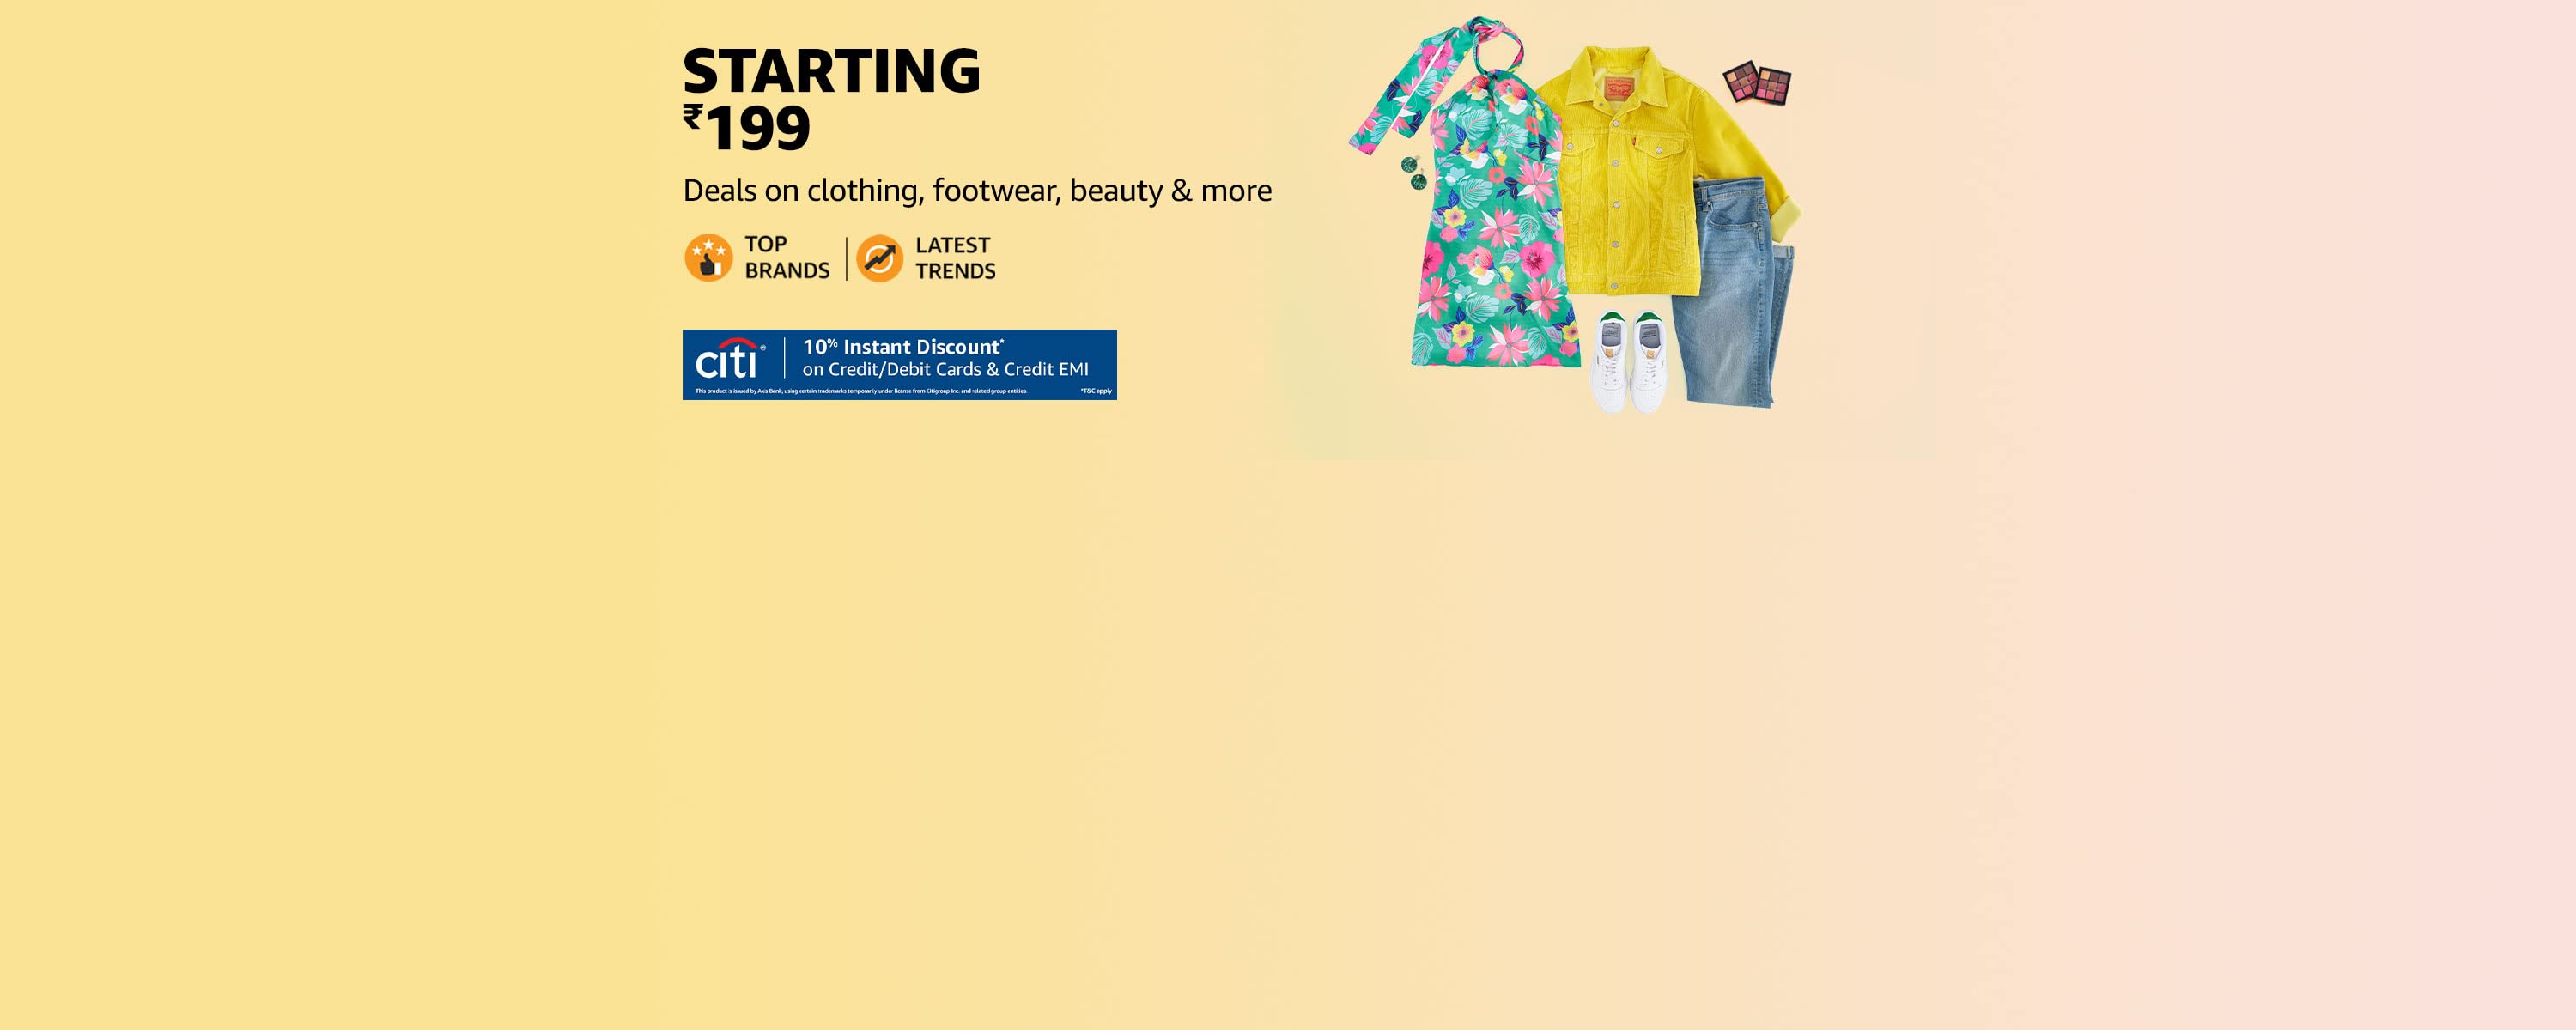 STARTING
₹199
Deals on clothing, footwear, beauty & more
TOP
BRANDS
LATEST
TRENDS
citi
10% Instant Discount*
on Credit/Debit Cards & Credit EMI
This product is issued by Axis Bank, using certain trademarks temporarily under license from Citigroup Inc. and related group entities.
*T&C apply